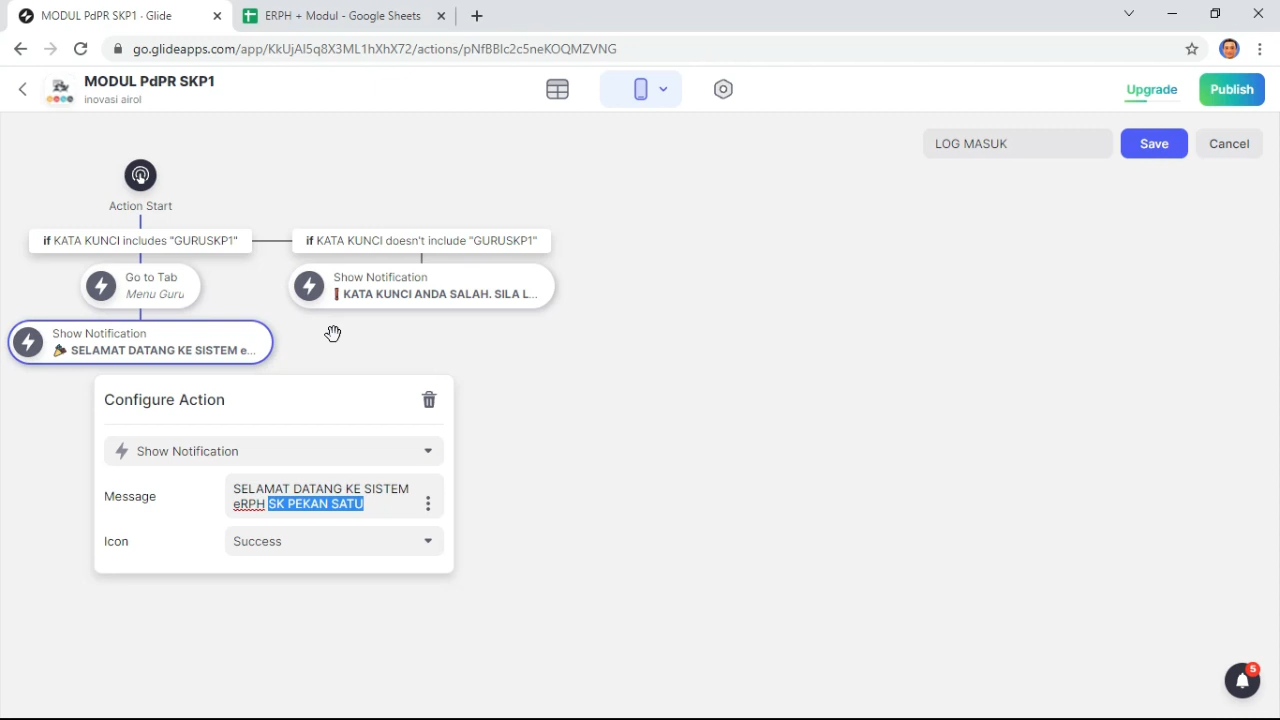 MODUL PdPR SKP1 - Glide
ERPH + Modul - Google Sheets
go.glideapps.com/app/KkUjAI5q8X3ML1hXhX72/actions/pNfBBlc2c5neKOQMZVNG
MODUL PdPR SKP1
inovasi airol
Upgrade
Publish
LOG MASUK
Save
Cancel
Action Start
if KATA KUNCI includes "GURUSKP1"
if KATA KUNCI doesn't include "GURUSKP1"
Go to Tab
Menu Guru
Show Notification
KATA KUNCI ANDA SALAH. SILA L...
Show Notification
SELAMAT DATANG KE SISTEM e...
Configure Action
Show Notification
Message
SELAMAT DATANG KE SISTEM
eRPH SK PEKAN SATU
Icon
Success
5